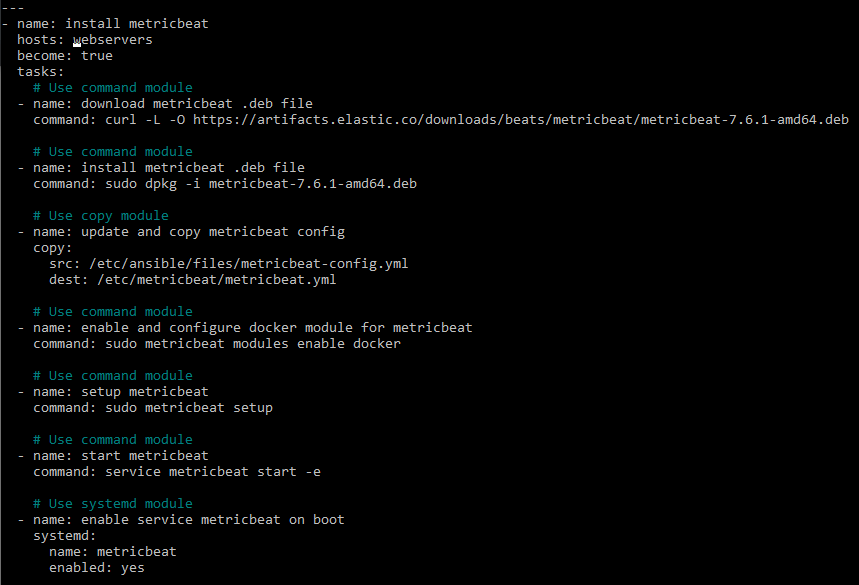 ---
- name: install metricbeat
  hosts: webservers
  become: true
  tasks:
    # Use command module
  - name: download metricbeat .deb file
    command: curl -L -O https://artifacts.elastic.co/downloads/beats/metricbeat/metricbeat-7.6.1-amd64.deb

    # Use command module
  - name: install metricbeat .deb file
    command: sudo dpkg -i metricbeat-7.6.1-amd64.deb

    # Use copy module
  - name: update and copy metricbeat config
    copy:
      src: /etc/ansible/files/metricbeat-config.yml
      dest: /etc/metricbeat/metricbeat.yml

    # Use command module
  - name: enable and configure docker module for metricbeat
    command: sudo metricbeat modules enable docker

    # Use command module
  - name: setup metricbeat
    command: sudo metricbeat setup

    # Use command module
  - name: start metricbeat
    command: service metricbeat start -e

    # Use systemd module
  - name: enable service metricbeat on boot
    systemd:
      name: metricbeat
      enabled: yes